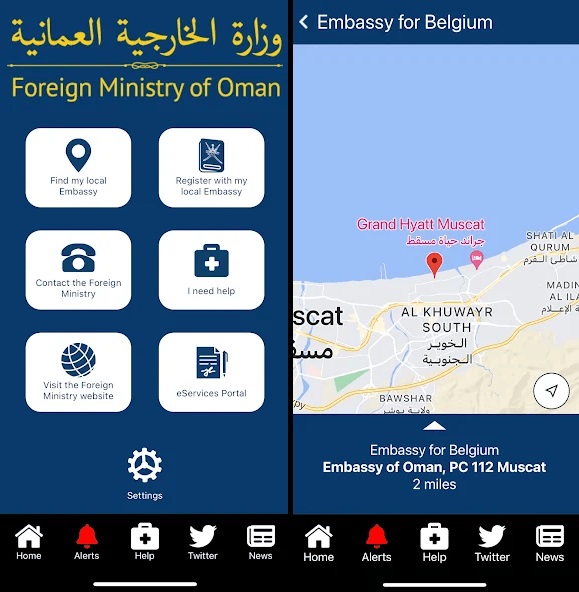 وزارة الخارجية العمانية
Foreign Ministry of Oman
Find my local
Embassy
Register with my
local Embassy
Contact the Foreign
Ministry
I need help
Visit the Foreign
Ministry website
eServices Portal
Settings
Home
Alerts
Help
Twitter
News
Embassy for Belgium
Grand Hyatt Muscat
جراند حياة مسقط
SHATI AL
QURUM
شاطئ القرم
MADIN
AL ILA
AL KHUWAYR
SOUTH
الخوير
الجنوبية
scat
BAWSHAR
ولاية بوشر
Embassy for Belgium
Embassy of Oman, PC 112 Muscat
2 miles
Home
Alerts
Help
Twitter
News